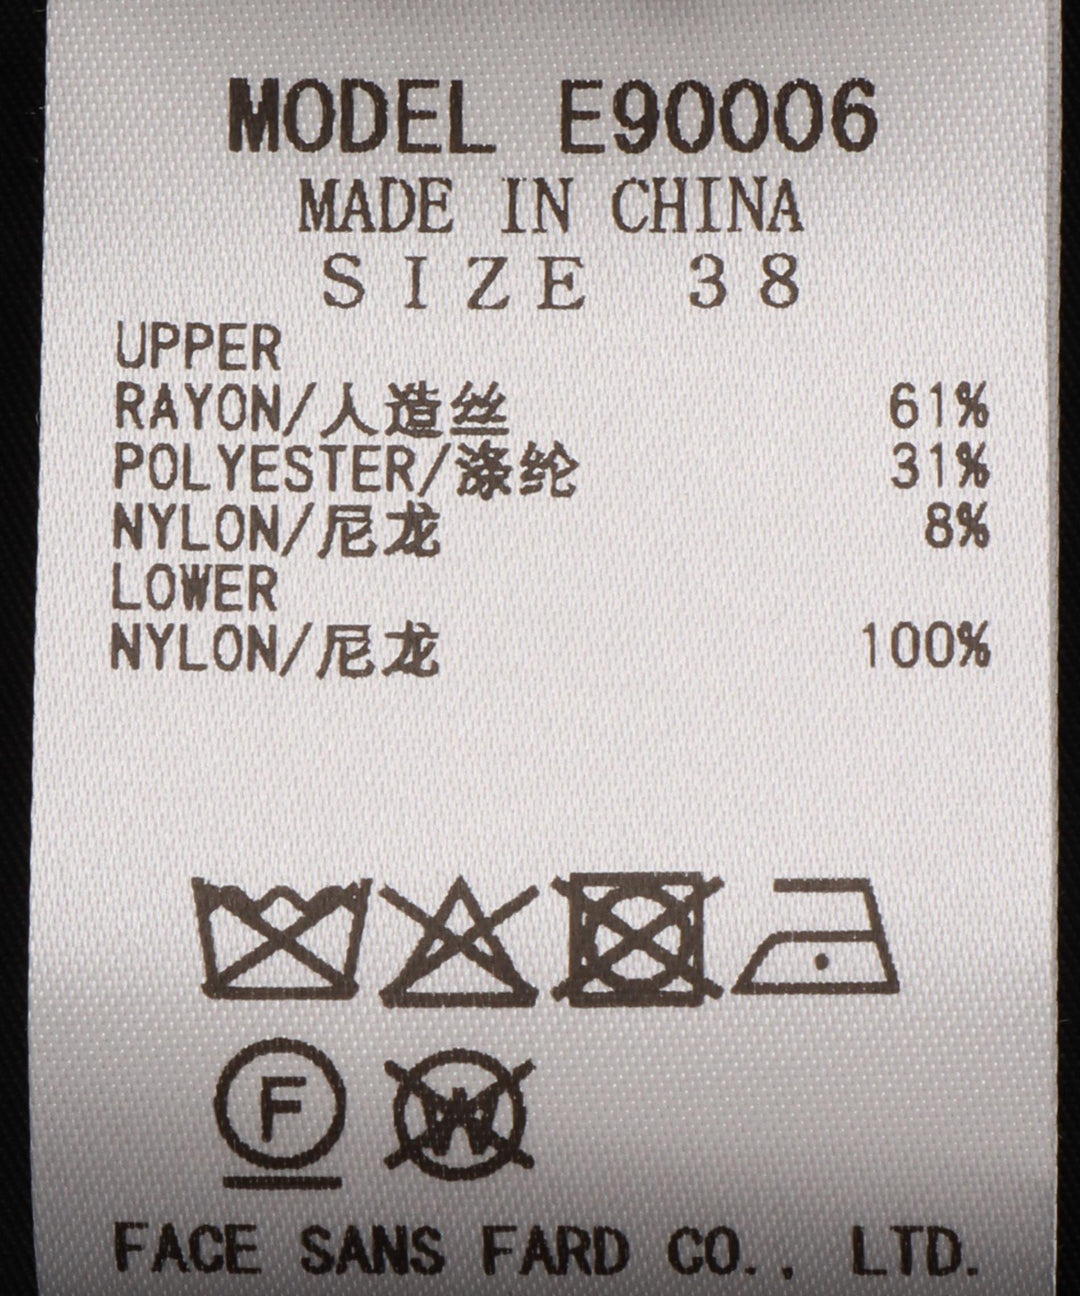 MODEL E90006
MADE IN CHINA
SIZE 38
UPPER
RAYON/人造丝 61%
POLYESTER/涤纶 31%
NYLON/尼龙 8%
LOWER
NYLON/尼龙 100%
F W
FACE SANS FARD CO., LTD.